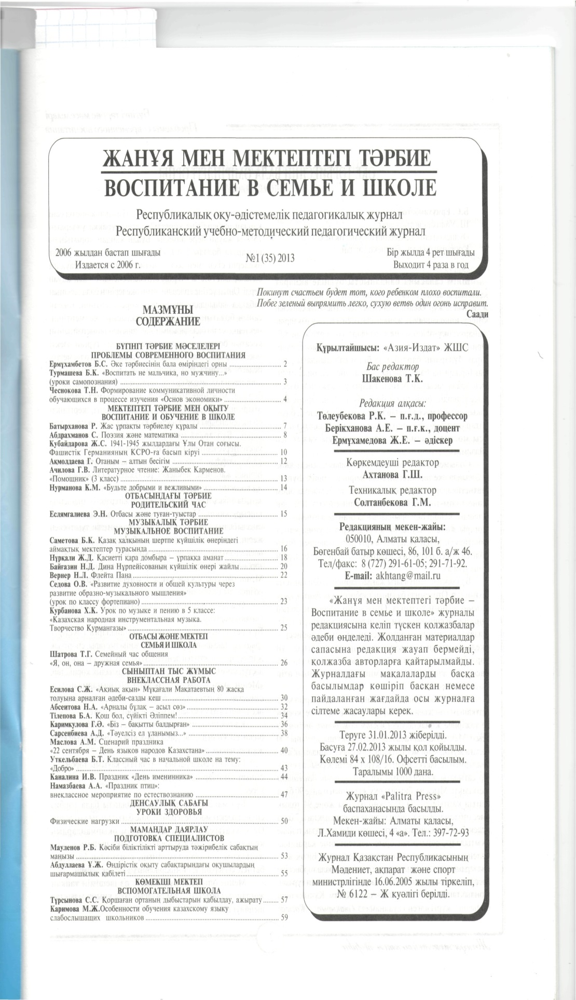 ЖАНҰЯ МЕН МЕКТЕПТЕГІ ТӘРБИЕ
ВОСПИТАНИЕ В СЕМЬЕ И ШКОЛЕ
Республикалық оқу-әдістемелік педагогикалық журнал
Республиканский учебно-методический педагогический журнал
2006 жылдан бастап шығады
Издается с 2006 г.
№1 (35) 2013
Бір жылда 4 рет шығады
Выходит 4 раза в год
Покинут счастьем будет тот, кого ребенком плохо воспитали.
Побег зеленый выпрямить легко, сухую ветвь один огонь исправит.
Саади
МАЗМҰНЫ
СОДЕРЖАНИЕ
БҮГІНГІ ТӘРБИЕ МӘСЕЛЕЛЕРІ
ПРОБЛЕМЫ СОВРЕМЕННОГО ВОСПИТАНИЯ
Ермұхамбетов Б.С. Әке тәрбиесінің бала өміріндегі орны ........ 2
Турмашева Б.К. «Воспитать не мальчика, но мужчину...»
(уроки самопознания) ........ 3
Чеснокова Т.Н. Формирование коммуникативной личности
обучающихся в процессе изучения «Основ экономики» ........ 4
МЕКТЕПТЕГІ ТӘРБИЕ МЕН ОҚЫТУ
ВОСПИТАНИЕ И ОБУЧЕНИЕ В ШКОЛЕ
Батырханова Р. Жас ұрпақты тәрбиелеу құралы ........ 7
Абдрахманов С. Поэзия және математика ........ 8
Кубайдарова Ж.С. 1941-1945 жылдардағы Ұлы Отан соғысы.
Фашистік Германияның КСРО-ға басып кіруі ........ 10
Ақмолдаева Г. Отаным – алтын бесігім ........ 12
Ачилова Г.В. Литературное чтение: Жаныбек Карменов.
«Помощник» (3 класс) ........ 13
Нурманова К.М. «Будьте добрыми и вежливыми» ........ 14
ОТБАСЫНДАҒЫ ТӘРБИЕ
РОДИТЕЛЬСКИЙ ЧАС
Еслямгалиева Э.Н. Отбасы және туған-туыстар ........ 15
МУЗЫКАЛЫҚ ТӘРБИЕ
МУЗЫКАЛЬНОЕ ВОСПИТАНИЕ
Саметова Б.К. Қазақ халқының шертпе күйшілік өнеріндегі
аймақтық мектептер турасында ........ 16
Нұрқали Ж.Д. Қасиетті қара домбыра – ұрпаққа аманат ........ 18
Байғазин Н.Д. Дина Нұрпейісованың күйшілік өнері жайлы ........ 20
Вернер Н.Л. Флейта Пана ........ 22
Седова О.В. «Развитие духовности и общей культуры через
развитие образно-музыкального мышления»
(урок по классу фортепиано) ........ 23
Курбанова Х.К. Урок по музыке и пению в 5 классе:
«Казахская народная инструментальная музыка.
Творчество Курмангазы» ........ 25
ОТБАСЫ ЖӘНЕ МЕКТЕП
СЕМЬЯ И ШКОЛА
Шатрова Т.Г. Семейный час общения
«Я, он, она – дружная семья» ........ 26
СЫНЫПТАН ТЫС ЖҰМЫС
ВНЕКЛАССНАЯ РАБОТА
Есилова С.Ж. «Ақиық ақын» Мұқағали Мақатаевтың 80 жасқа
толуына арналған әдеби-сазды кеш ........ 30
Абсеитова Н.А. «Арналы бұлақ – асыл сөз» ........ 32
Тілепова Б.А. Қош бол, сүйікті Әліппем! ........ 34
Каримкулова Г.Ә. «Біз – бақытты балдырған» ........ 36
Сарсенбиева А.Д. «Тәуелсіз ел ұланымыз...» ........ 38
Маслова А.М. Сценарий праздника
«22 сентября – День языков народов Казахстана» ........ 40
Уткельбаева Б.Т. Классный час в начальной школе на тему:
«Добро» ........ 43
Каналина И.В. Праздник «День именинника» ........ 44
Намазбаева А.А. «Праздник птиц»:
внеклассное мероприятие по естествознанию ........ 47
ДЕНСАУЛЫҚ САБАҒЫ
УРОКИ ЗДОРОВЬЯ
Физические нагрузки ........ 50
МАМАНДАР ДАЯРЛАУ
ПОДГОТОВКА СПЕЦИАЛИСТОВ
Мауленов Р.Б. Кәсіби біліктілікті арттыруда тәжірибелік сабақтың
маңызы ........ 53
Абдуллаева Ұ.Ж. Өндірістік оқыту сабақтарындағы оқушылардың
шығармашылық қабілеті ........ 55
КӨМЕКШІ МЕКТЕП
ВСПОМОГАТЕЛЬНАЯ ШКОЛА
Тұрсынова С.С. Қоршаған ортаның дыбыстарын қабылдау, ажырату ........ 57
Каримова М.Ж.Особенности обучения казахскому языку
слабослышащих школьников ........ 59
Құрылтайшысы: «Азия-Издат» ЖШС
Бас редактор
Шакенова Т.К.
Редакция алқасы:
Төлеубекова Р.К. – п.ғ.д., профессор
Берікханова А.Е. – п.ғ.к., доцент
Ермұхамедова Ж.Е. – әдіскер
Көркемдеуші редактор
Ахтанова Г.Ш.
Техникалық редактор
Солтанбекова Г.М.
Редакцияның мекен-жайы:
050010, Алматы қаласы,
Бөгенбай батыр көшесі, 86, 101 б. а/ж 46.
Тел/факс: 8 (727) 291-61-05; 291-71-92.
E-mail: akhtang@mail.ru
«Жанұя мен мектептегі тәрбие –
Воспитание в семье и школе» журналы
редакциясына келіп түскен қолжазбалар
әдеби өңделеді. Жолданған материалдар
сапасына редакция жауап бермейді,
қолжазба авторларға қайтарылмайды.
Журналдағы мақалаларды басқа
басылымдар көшіріп басқан немесе
пайдаланған жағдайда осы журналға
сілтеме жасаулары керек.
Теруге 31.01.2013 жіберілді.
Басуға 27.02.2013 жылы қол қойылды.
Көлемі 84 х 108/16. Офсетті басылым.
Таралымы 1000 дана.
Журнал «Palitra Press»
баспаханасында басылды.
Мекен-жайы: Алматы қаласы,
Л.Хамиди көшесі, 4 «а». Тел.: 397-72-93
Журнал Қазақстан Республикасының
Мәдениет, ақпарат және спорт
министрлігінде 16.06.2005 жылы тіркеліп,
№ 6122 – Ж куәлігі берілді.